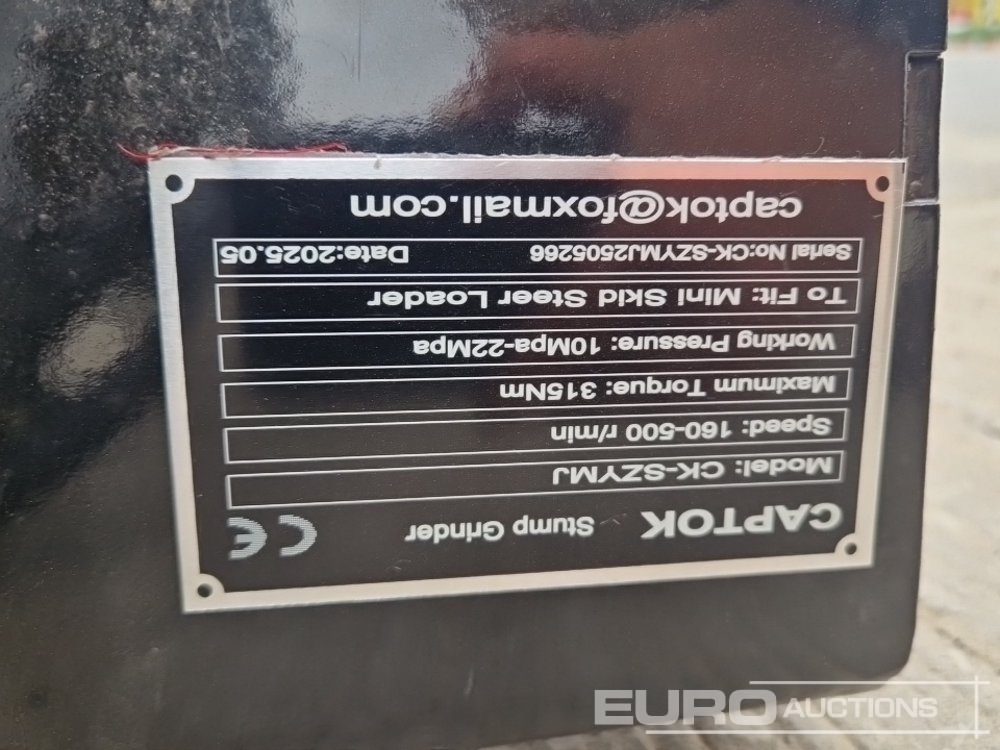 CAPTOK Stump Grinder CE
Model: CK-SZYMJ
Speed: 160-500 r/min
Maximum Torque: 315Nm
Working Pressure: 10Mpa-22Mpa
To Fit: Mini Skid Steer Loader
Serial No:CK-SZYMJ2505266 Date:2025.05
captok@foxmail.com
EURO AUCTIONS